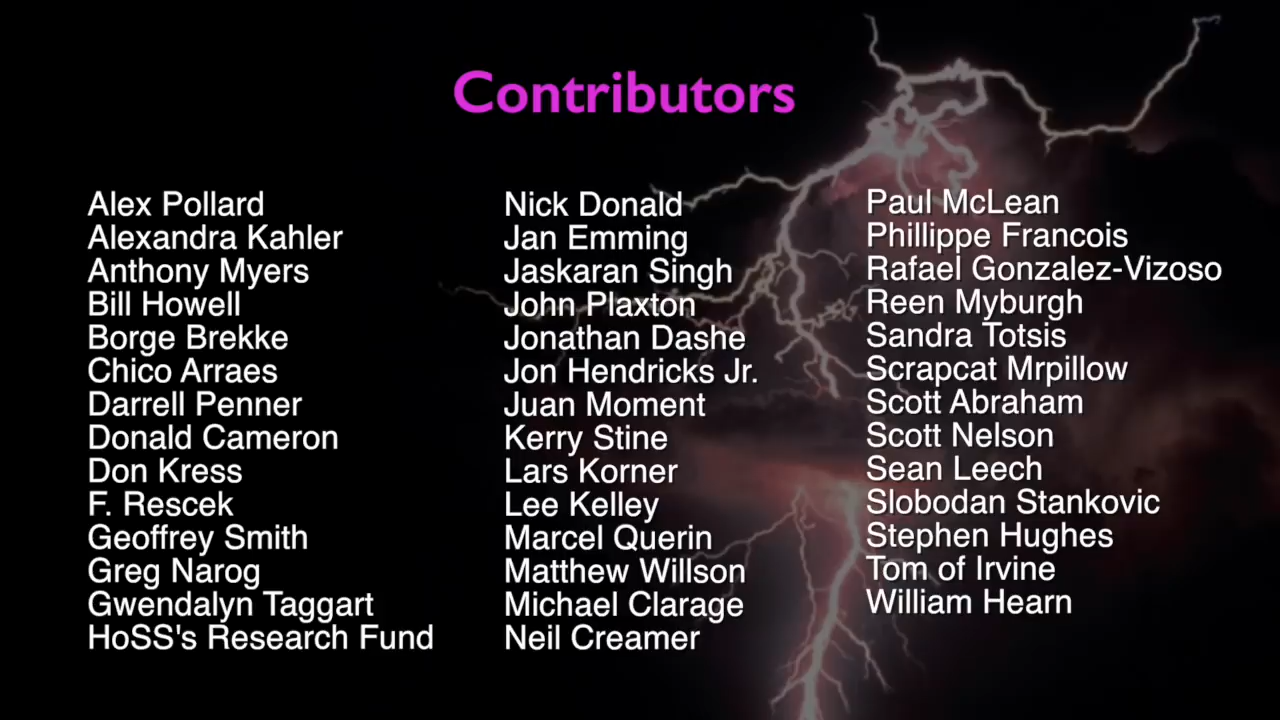 Contributors
Alex Pollard
Alexandra Kahler
Anthony Myers
Bill Howell
Borge Brekke
Chico Arraes
Darrell Penner
Donald Cameron
Don Kress
F. Rescek
Geoffrey Smith
Greg Narog
Gwendalyn Taggart
HoSS's Research Fund
Nick Donald
Jan Emming
Jaskaran Singh
John Plaxton
Jonathan Dashe
Jon Hendricks Jr.
Juan Moment
Kerry Stine
Lars Korner
Lee Kelley
Marcel Querin
Matthew Willson
Michael Clarage
Neil Creamer
Paul McLean
Phillippe Francois
Rafael Gonzalez-Vizoso
Reen Myburgh
Sandra Totsis
Scrapcat Mrpillow
Scott Abraham
Scott Nelson
Sean Leech
Slobodan Stankovic
Stephen Hughes
Tom of Irvine
William Hearn